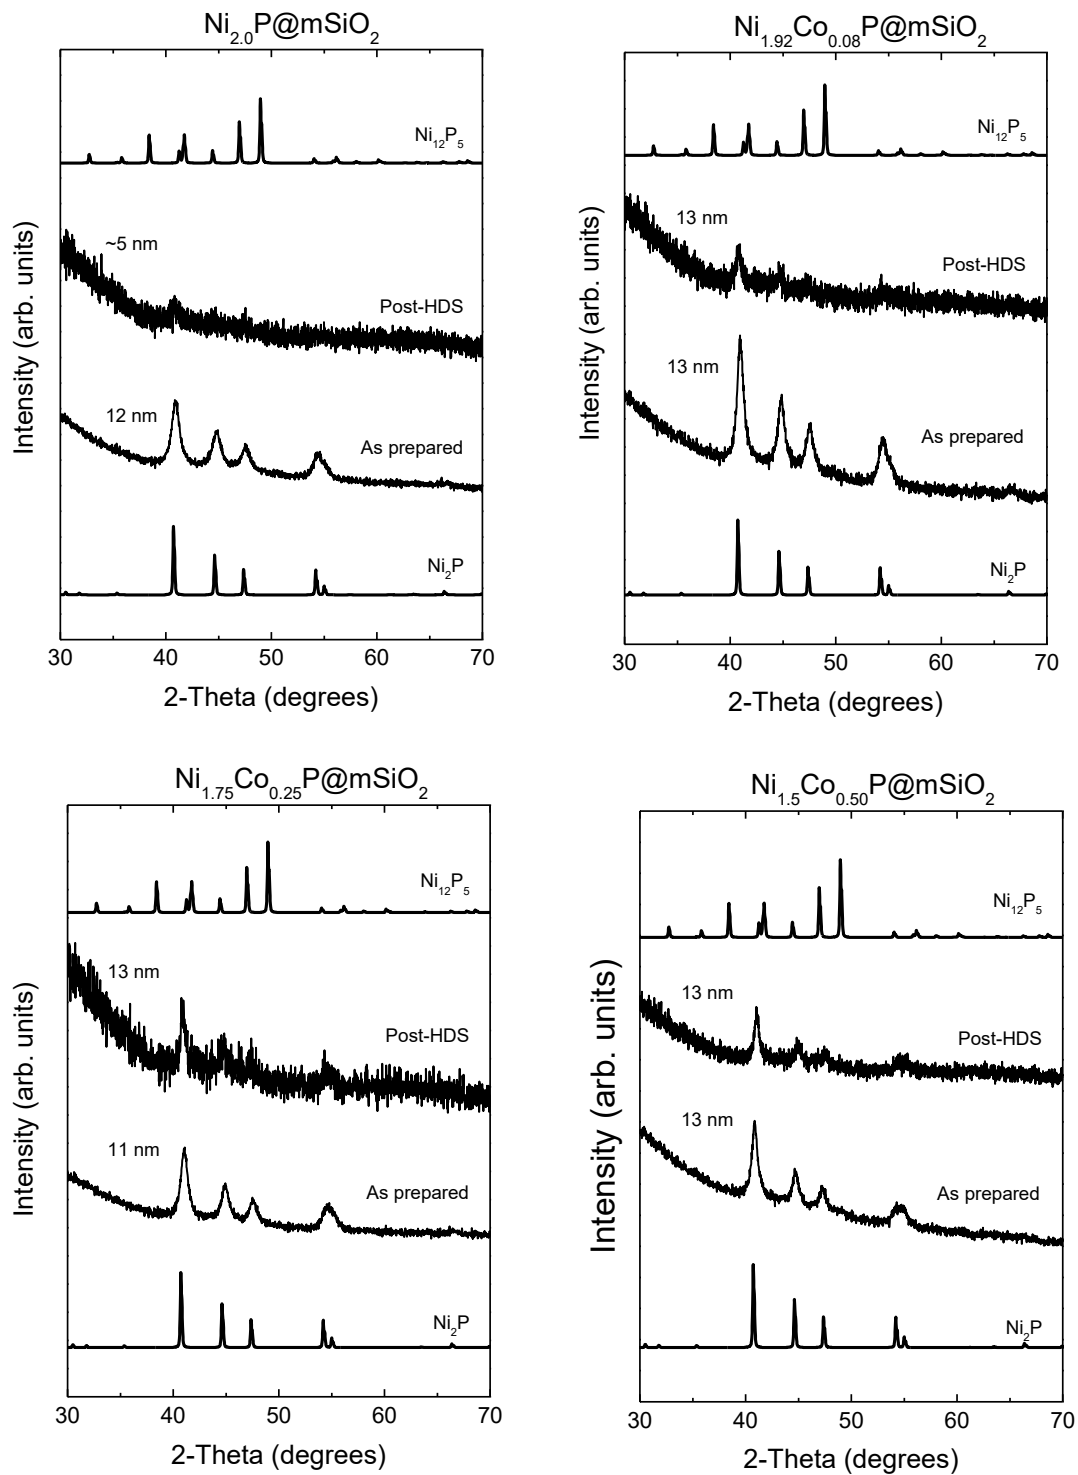 Ni₂.₀P@mSiO₂
Intensity (arb. units)
Ni₁₂P₅
~5 nm
Post-HDS
12 nm
As prepared
Ni₂P
30 40 50 60 70
2-Theta (degrees)
Ni₁.₉₂Co₀.₀₈P@mSiO₂
Intensity (arb. units)
Ni₁₂P₅
13 nm
Post-HDS
13 nm
As prepared
Ni₂P
30 40 50 60 70
2-Theta (degrees)
Ni₁.₇₅Co₀.₂₅P@mSiO₂
Intensity (arb. units)
Ni₁₂P₅
13 nm
Post-HDS
11 nm
As prepared
Ni₂P
30 40 50 60 70
2-Theta (degrees)
Ni₁.₅Co₀.₅₀P@mSiO₂
Intensity (arb. units)
Ni₁₂P₅
13 nm
Post-HDS
13 nm
As prepared
Ni₂P
30 40 50 60 70
2-Theta (degrees)